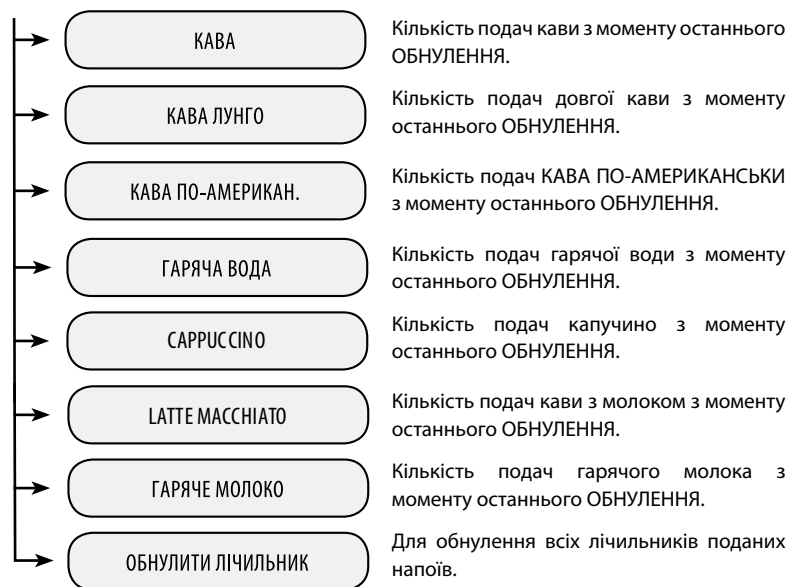 КАВА
Кількість подач кави з моменту останнього
ОБНУЛЕННЯ.
КАВА ЛУНГО
Кількість подач довгої кави з моменту
останнього ОБНУЛЕННЯ.
КАВА ПО-АМЕРИКАН.
Кількість подач КАВА ПО-АМЕРИКАНСЬКИ
з моменту останнього ОБНУЛЕННЯ.
ГАРЯЧА ВОДА
Кількість подач гарячої води з моменту
останнього ОБНУЛЕННЯ.
CAPPUCCINO
Кількість подач капучино з моменту
останнього ОБНУЛЕННЯ.
LATTE MACCHIATO
Кількість подач кави з молоком з моменту
останнього ОБНУЛЕННЯ.
ГАРЯЧЕ МОЛОКО
Кількість подач гарячого молока з
моменту останнього ОБНУЛЕННЯ.
ОБНУЛИТИ ЛІЧИЛЬНИК
Для обнулення всіх лічильників поданих
напоїв.